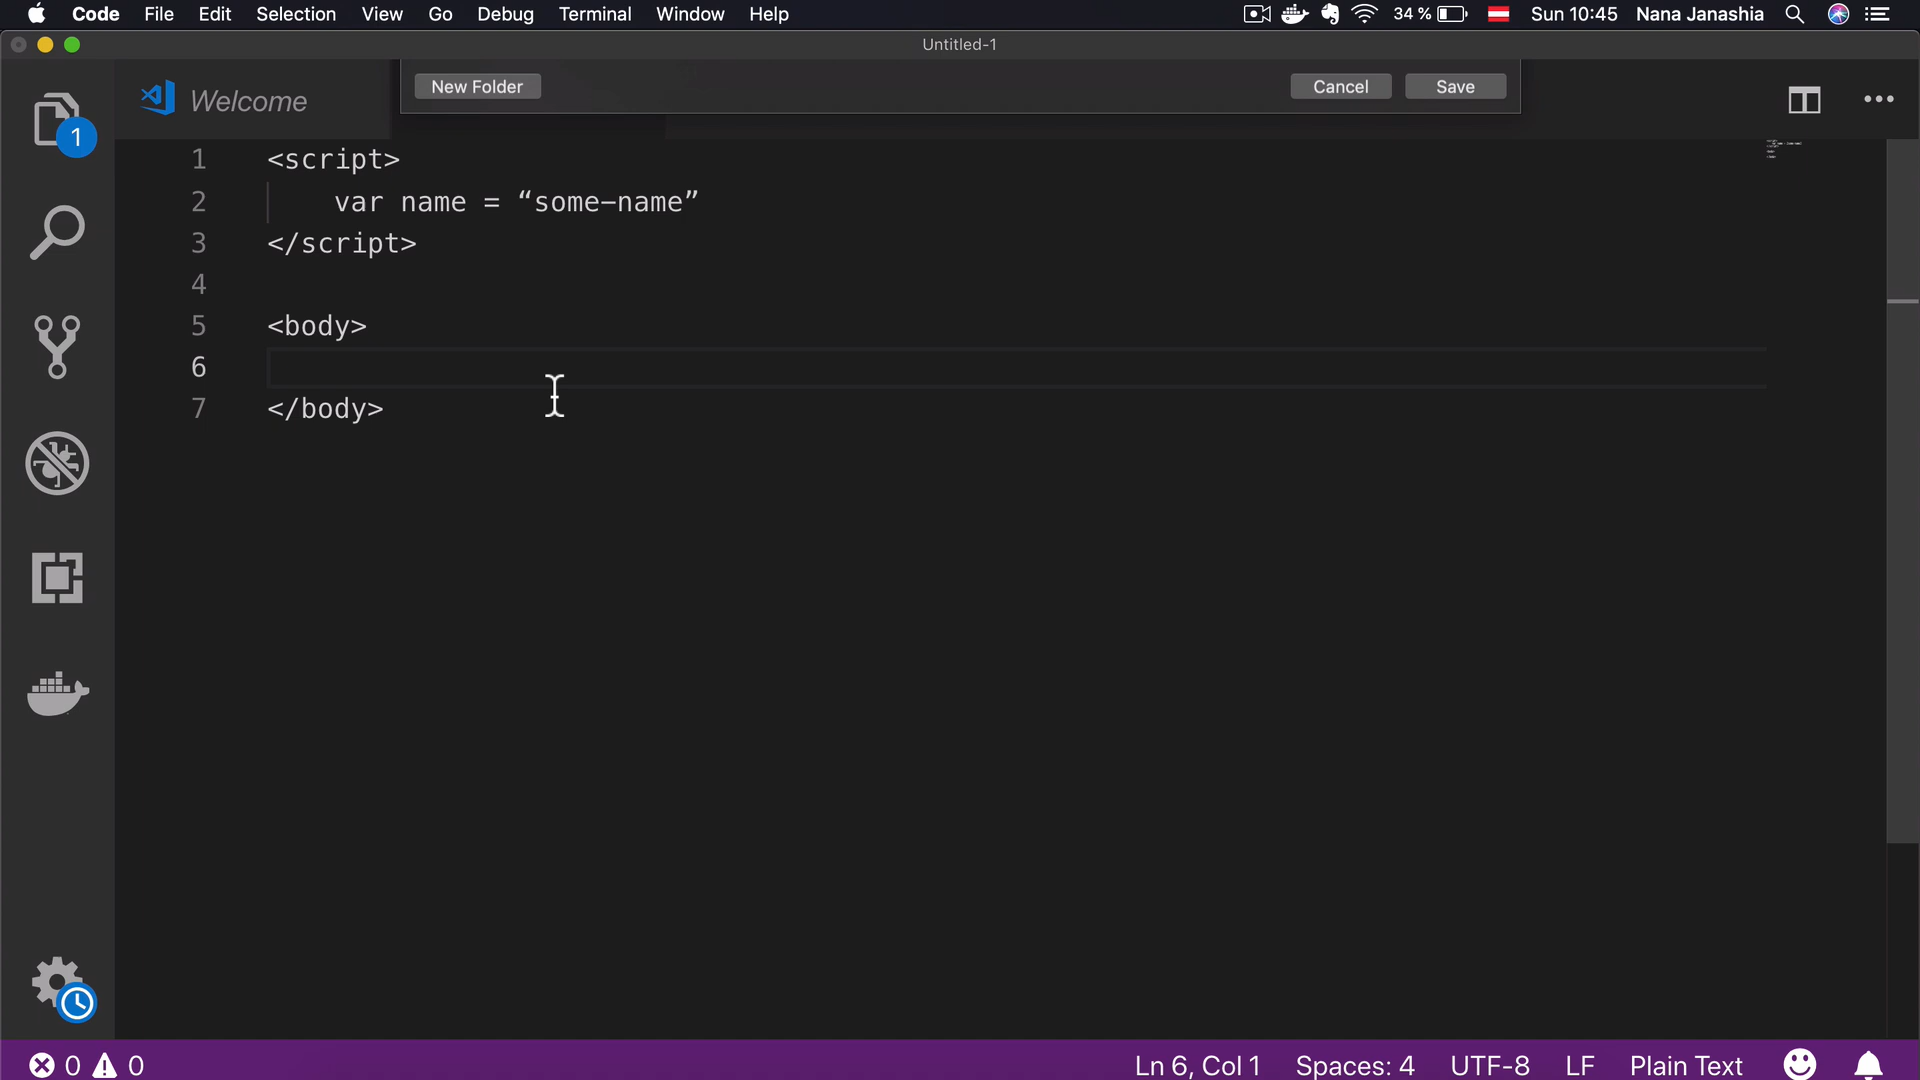 Code File Edit Selection View Go Debug Terminal Window Help 34 % Sun 10:45 Nana Janashia
Untitled-1
New Folder Cancel Save
Welcome
1
1 <script>
2 var name = “some-name”
3 </script>
4
5 <body>
6
7 </body>
0 0 Ln 6, Col 1 Spaces: 4 UTF-8 LF Plain Text